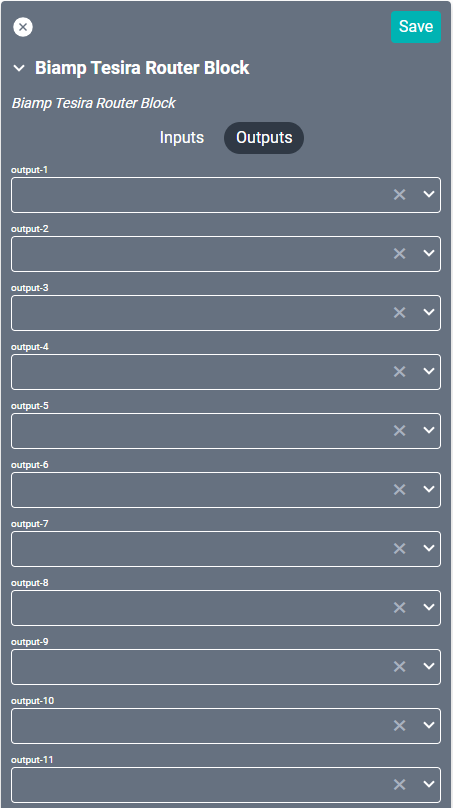 Save
Biamp Tesira Router Block
Biamp Tesira Router Block
Inputs Outputs
output-1
output-2
output-3
output-4
output-5
output-6
output-7
output-8
output-9
output-10
output-11